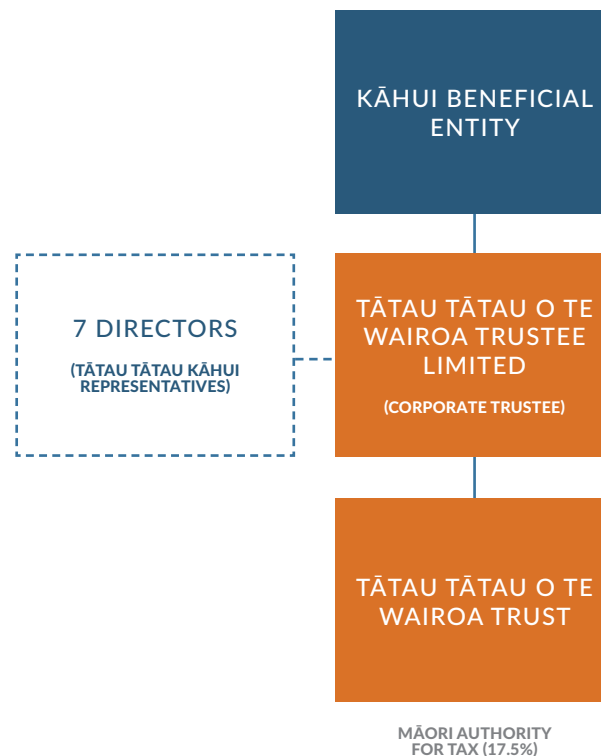 KĀHUI BENEFICIAL
ENTITY
7 DIRECTORS
(TĀTAU TĀTAU KĀHUI
REPRESENTATIVES)
TĀTAU TĀTAU O TE
WAIROA TRUSTEE
LIMITED
(CORPORATE TRUSTEE)
TĀTAU TĀTAU O TE
WAIROA TRUST
MĀORI AUTHORITY
FOR TAX (17.5%)